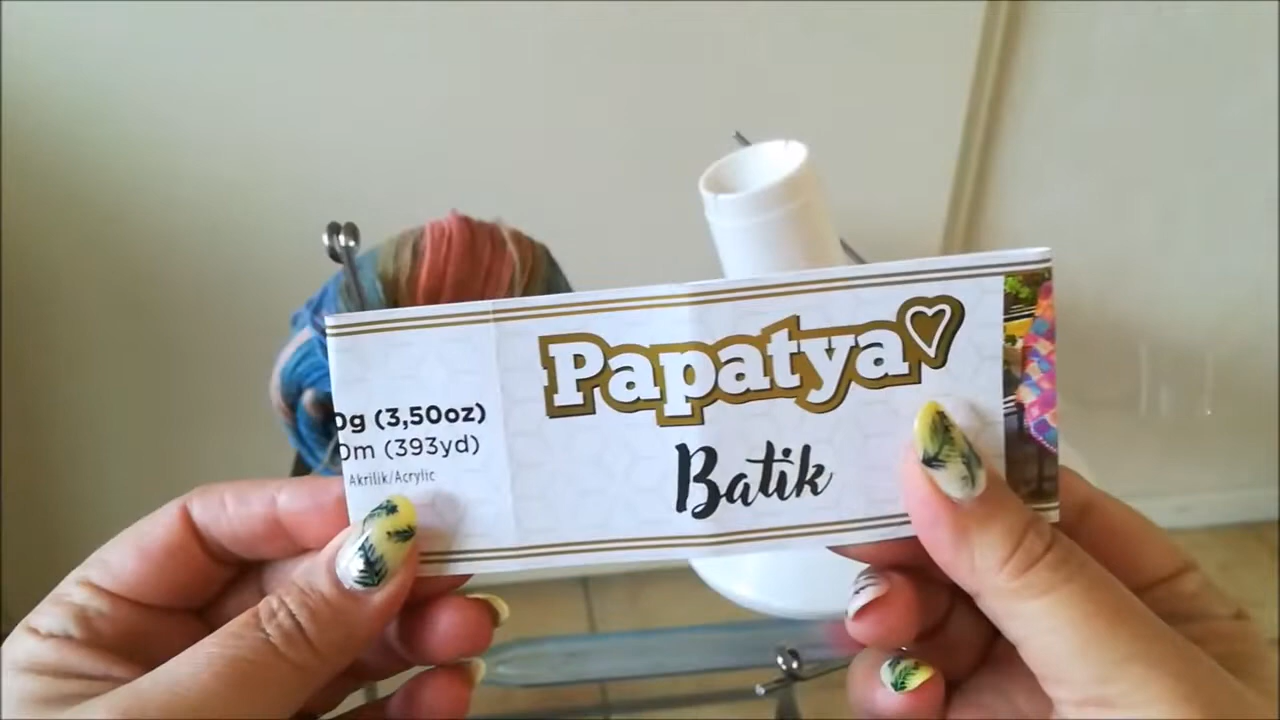 Papatya
Batik
0g (3,50oz)
0m (393yd)
Akrilik/Acrylic